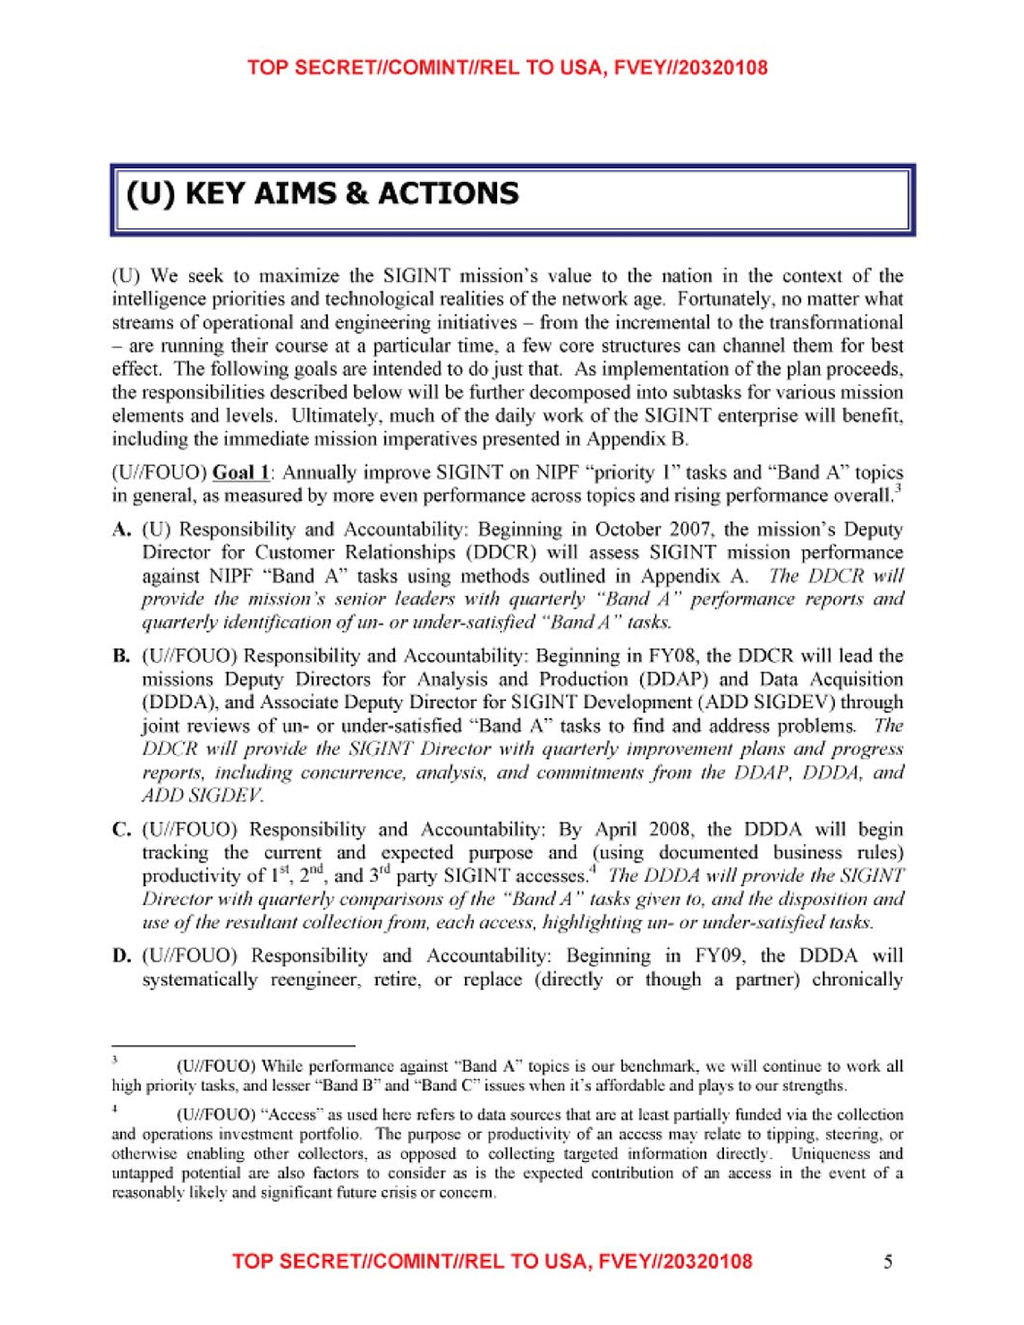 TOP SECRET//COMINT//REL TO USA, FVEY//20320108
(U) KEY AIMS & ACTIONS
(U) We seek to maximize the SIGINT mission's value to the nation in the context of the
intelligence priorities and technological realities of the network age. Fortunately, no matter what
streams of operational and engineering initiatives – from the incremental to the transformational
– are running their course at a particular time, a few core structures can channel them for best
effect. The following goals are intended to do just that. As implementation of the plan proceeds,
the responsibilities described below will be further decomposed into subtasks for various mission
elements and levels. Ultimately, much of the daily work of the SIGINT enterprise will benefit,
including the immediate mission imperatives presented in Appendix B.
(U//FOUO) Goal 1: Annually improve SIGINT on NIPF “priority 1” tasks and “Band A” topics
in general, as measured by more even performance across topics and rising performance overall.3
A. (U) Responsibility and Accountability: Beginning in October 2007, the mission's Deputy
Director for Customer Relationships (DDCR) will assess SIGINT mission performance
against NIPF “Band A” tasks using methods outlined in Appendix A. The DDCR will
provide the mission's senior leaders with quarterly “Band A” performance reports and
quarterly identification of un- or under-satisfied “Band A” tasks.
B. (U//FOUO) Responsibility and Accountability: Beginning in FY08, the DDCR will lead the
missions Deputy Directors for Analysis and Production (DDAP) and Data Acquisition
(DDDA), and Associate Deputy Director for SIGINT Development (ADD SIGDEV) through
joint reviews of un- or under-satisfied “Band A” tasks to find and address problems. The
DDCR will provide the SIGINT Director with quarterly improvement plans and progress
reports, including concurrence, analysis, and commitments from the DDAP, DDDA, and
ADD SIGDEV.
C. (U//FOUO) Responsibility and Accountability: By April 2008, the DDDA will begin
tracking the current and expected purpose and (using documented business rules)
productivity of 1st, 2nd, and 3rd party SIGINT accesses.4 The DDDA will provide the SIGINT
Director with quarterly comparisons of the “Band A” tasks given to, and the disposition and
use of the resultant collection from, each access, highlighting un- or under-satisfied tasks.
D. (U//FOUO) Responsibility and Accountability: Beginning in FY09, the DDDA will
systematically reengineer, retire, or replace (directly or though a partner) chronically
3 (U//FOUO) While performance against “Band A” topics is our benchmark, we will continue to work all
high priority tasks, and lesser “Band B” and “Band C” issues when it's affordable and plays to our strengths.
4 (U//FOUO) “Access” as used here refers to data sources that are at least partially funded via the collection
and operations investment portfolio. The purpose or productivity of an access may relate to tipping, steering, or
otherwise enabling other collectors, as opposed to collecting targeted information directly. Uniqueness and
untapped potential are also factors to consider as is the expected contribution of an access in the event of a
reasonably likely and significant future crisis or concern.
TOP SECRET//COMINT//REL TO USA, FVEY//20320108 5